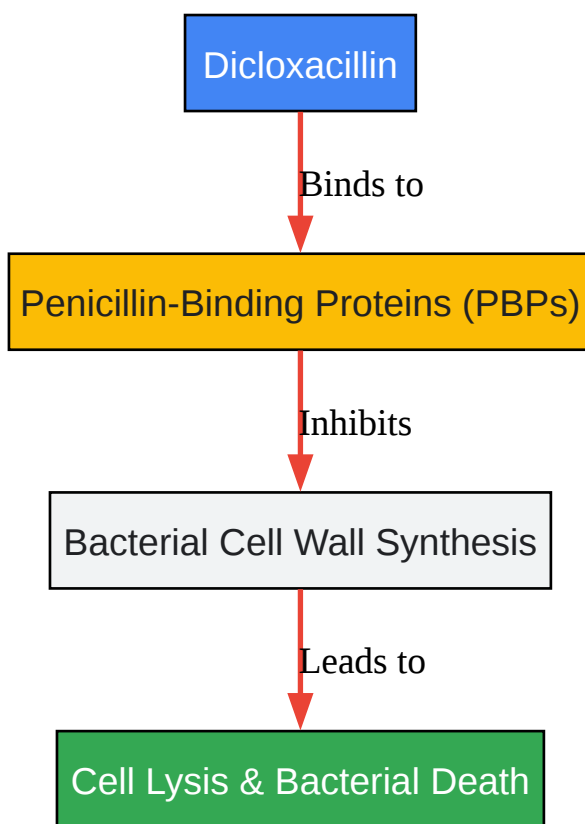 Dicloxacillin
Binds to
Penicillin-Binding Proteins (PBPs)
Inhibits
Bacterial Cell Wall Synthesis
Leads to
Cell Lysis & Bacterial Death